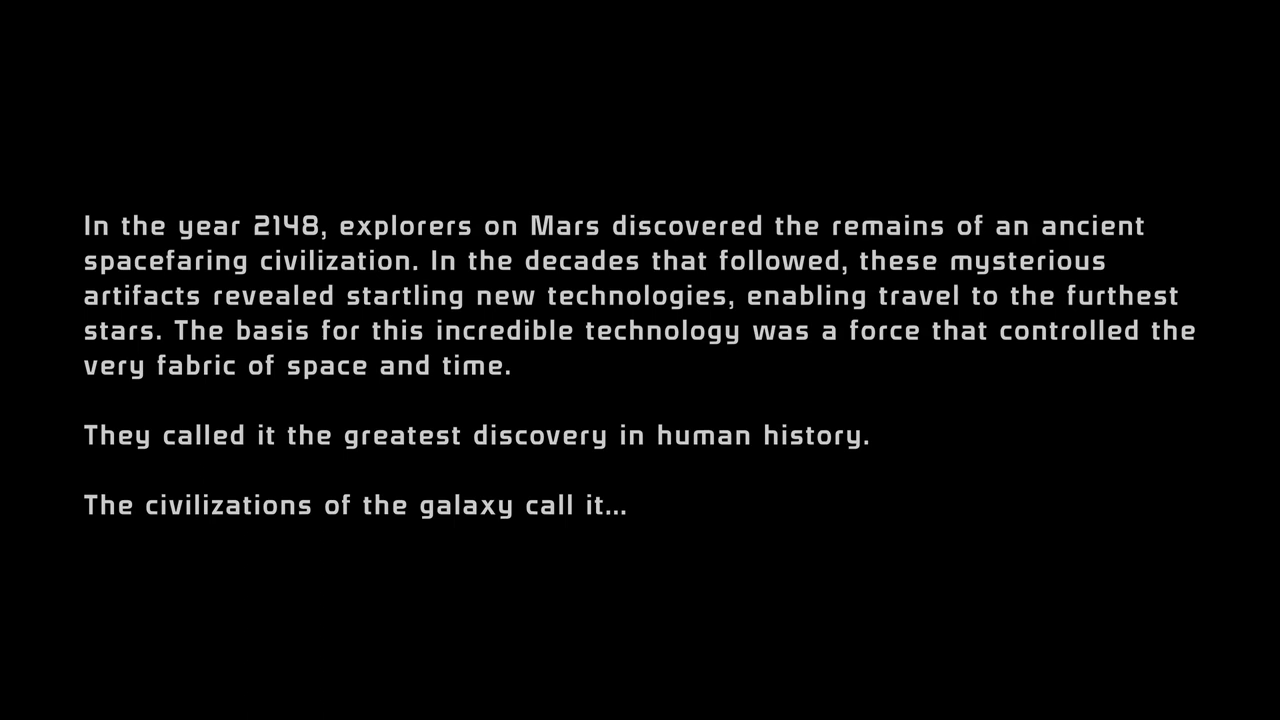 In the year 2148, explorers on Mars discovered the remains of an ancient
spacefaring civilization. In the decades that followed, these mysterious
artifacts revealed startling new technologies, enabling travel to the furthest
stars. The basis for this incredible technology was a force that controlled the
very fabric of space and time.
They called it the greatest discovery in human history.
The civilizations of the galaxy call it...